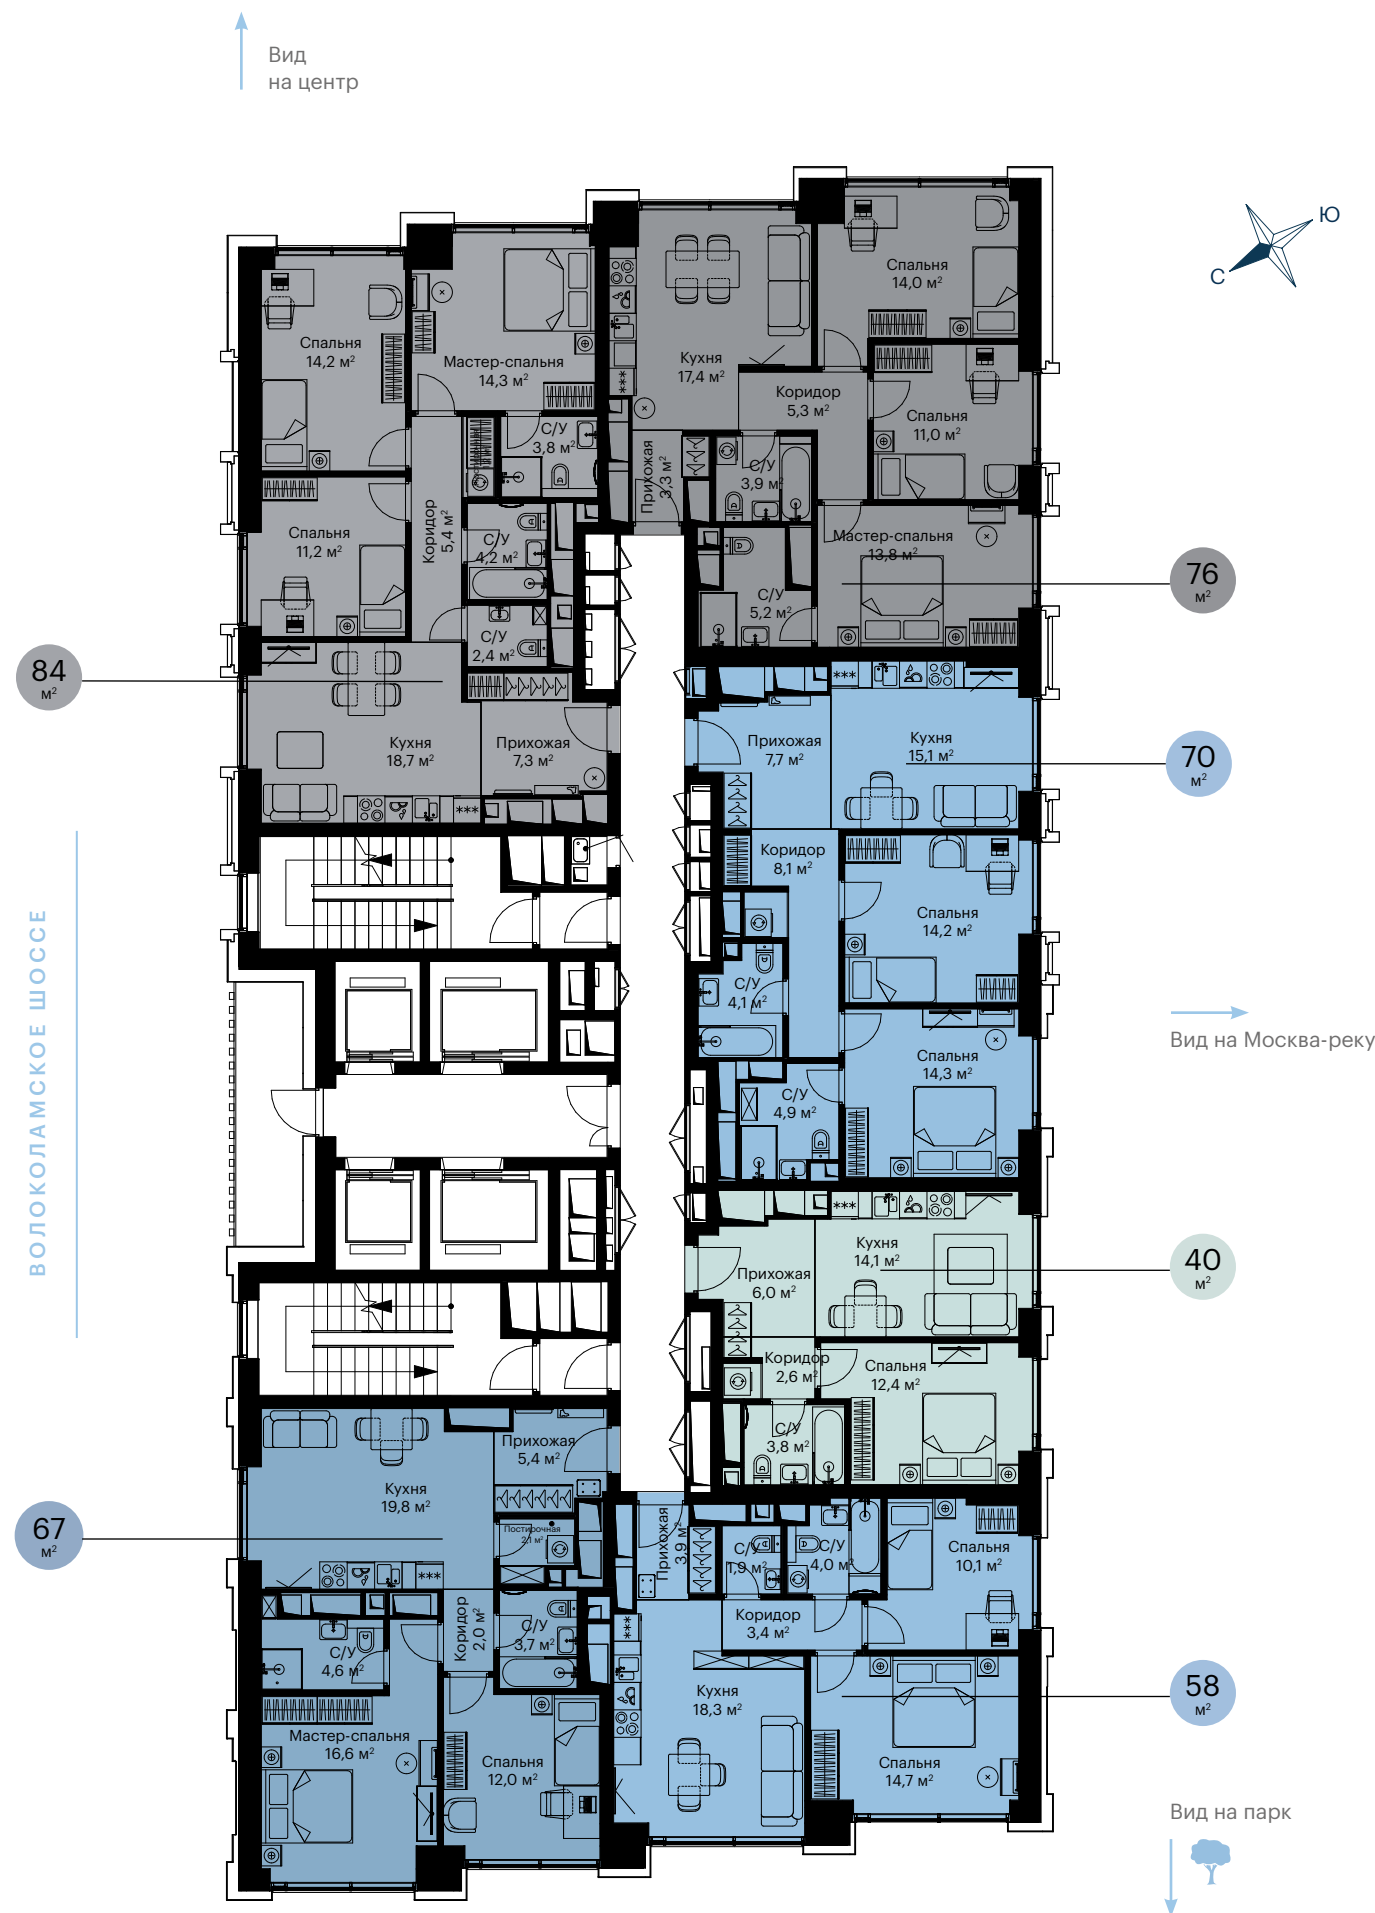 Вид
на центр
Ю
С
Спальня
14,0 м²
Спальня
14,2 м²
Мастер-спальня
14,3 м²
Кухня
17,4 м²
Коридор
5,3 м²
Спальня
11,0 м²
С/У
3,8 м²
Прихожая
3,3 м²
С/У
3,9 м²
Коридор
5,4 м²
Спальня
11,2 м²
С/У
4,2 м²
Мастер-спальня
13,8 м²
76
м²
С/У
5,2 м²
С/У
2,4 м²
84
м²
***
Кухня
18,7 м²
Прихожая
7,3 м²
***
Прихожая
7,7 м²
Кухня
15,1 м²
***
70
м²
Коридор
8,1 м²
Спальня
14,2 м²
С/У
4,1 м²
ВОЛОКОЛАМСКОЕ ШОССЕ
Вид на Москва-реку
Спальня
14,3 м²
С/У
4,9 м²
***
Кухня
14,1 м²
40
м²
Прихожая
6,0 м²
Коридор
2,6 м²
Спальня
12,4 м²
С/У
3,8 м²
Прихожая
5,4 м²
Кухня
19,8 м²
67
м²
Постирочная
2,1 м²
***
Прихожая
3,9 м²
С/У
1,9 м²
С/У
4,0 м²
Спальня
10,1 м²
Коридор
2,0 м²
С/У
3,7 м²
Коридор
3,4 м²
***
С/У
4,6 м²
Кухня
18,3 м²
58
м²
Мастер-спальня
16,6 м²
Спальня
12,0 м²
Спальня
14,7 м²
Вид на парк